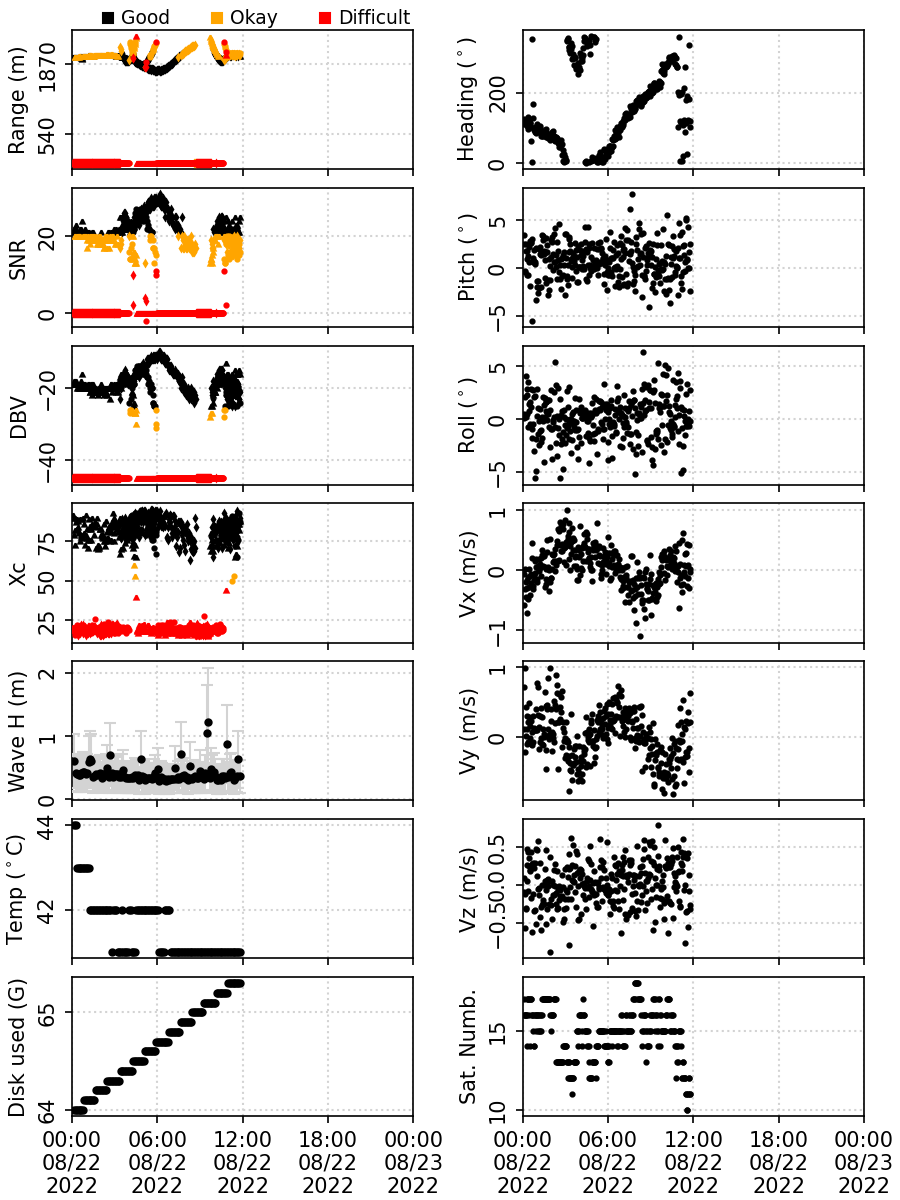 Good Okay Difficult
Range (m)
1870
540
Heading (°)
200
0
SNR
20
0
Pitch (°)
5
0
−5
DBV
−20
−40
Roll (°)
5
0
−5
Xc
75
50
25
Vx (m/s)
1
0
−1
Wave H (m)
2
1
0
Vy (m/s)
1
0
Temp (°C)
44
42
Vz (m/s)
0.5
0.0
−0.5
Disk used (G)
65
64
Sat. Numb.
15
10
00:00 06:00 12:00 18:00 00:00
08/22 08/22 08/22 08/22 08/23
2022 2022 2022 2022 2022
00:00 06:00 12:00 18:00 00:00
08/22 08/22 08/22 08/22 08/23
2022 2022 2022 2022 2022